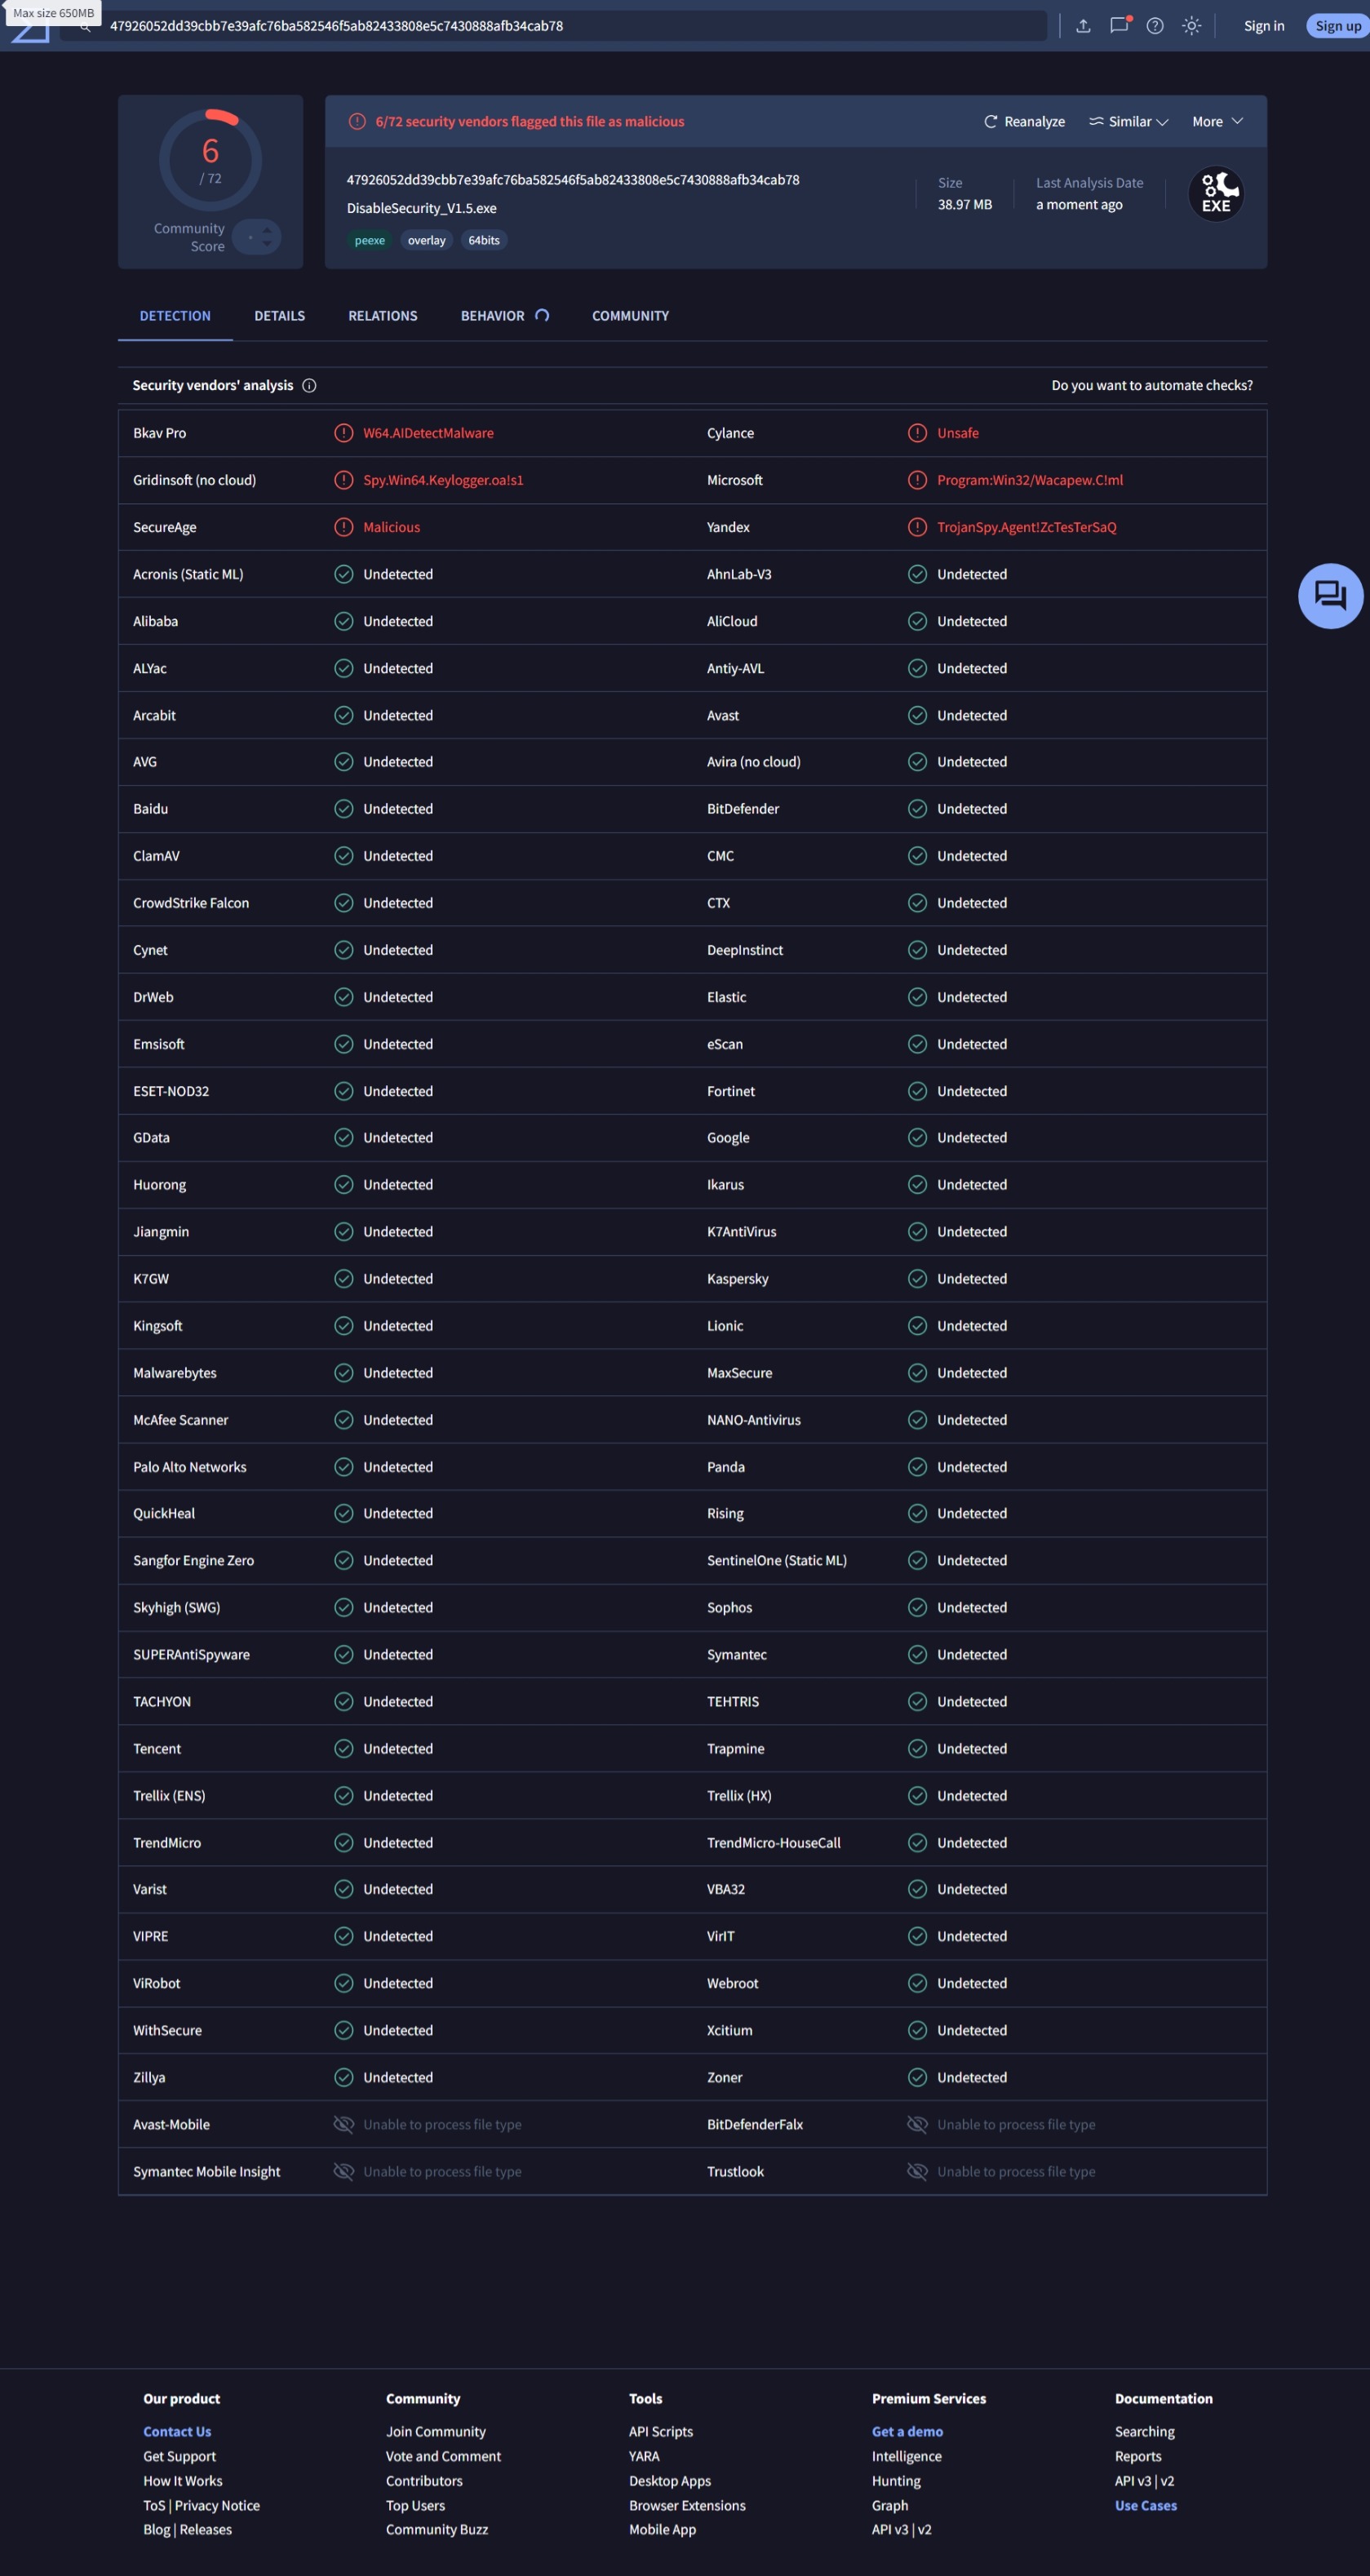 Max size 650MB
47926052dd39cbb7e39afc76ba582546f5ab82433808e5c7430888afb34cab78
Sign in
Sign up
6
/ 72
Community
Score
6/72 security vendors flagged this file as malicious
Reanalyze
Similar
More
47926052dd39cbb7e39afc76ba582546f5ab82433808e5c7430888afb34cab78
DisableSecurity_V1.5.exe
peexe
overlay
64bits
Size
38.97 MB
Last Analysis Date
a moment ago
EXE
DETECTION
DETAILS
RELATIONS
BEHAVIOR
COMMUNITY
Security vendors' analysis
Do you want to automate checks?
Bkav Pro W64.AIDetectMalware Cylance Unsafe
Gridinsoft (no cloud) Spy.Win64.Keylogger.oa!s1 Microsoft Program:Win32/Wacapew.C!ml
SecureAge Malicious Yandex TrojanSpy.Agent!ZcTesTerSaQ
Acronis (Static ML) Undetected AhnLab-V3 Undetected
Alibaba Undetected AliCloud Undetected
ALYac Undetected Antiy-AVL Undetected
Arcabit Undetected Avast Undetected
AVG Undetected Avira (no cloud) Undetected
Baidu Undetected BitDefender Undetected
ClamAV Undetected CMC Undetected
CrowdStrike Falcon Undetected CTX Undetected
Cynet Undetected DeepInstinct Undetected
DrWeb Undetected Elastic Undetected
Emsisoft Undetected eScan Undetected
ESET-NOD32 Undetected Fortinet Undetected
GData Undetected Google Undetected
Huorong Undetected Ikarus Undetected
Jiangmin Undetected K7AntiVirus Undetected
K7GW Undetected Kaspersky Undetected
Kingsoft Undetected Lionic Undetected
Malwarebytes Undetected MaxSecure Undetected
McAfee Scanner Undetected NANO-Antivirus Undetected
Palo Alto Networks Undetected Panda Undetected
QuickHeal Undetected Rising Undetected
Sangfor Engine Zero Undetected SentinelOne (Static ML) Undetected
Skyhigh (SWG) Undetected Sophos Undetected
SUPERAntiSpyware Undetected Symantec Undetected
TACHYON Undetected TEHTRIS Undetected
Tencent Undetected Trapmine Undetected
Trellix (ENS) Undetected Trellix (HX) Undetected
TrendMicro Undetected TrendMicro-HouseCall Undetected
Varist Undetected VBA32 Undetected
VIPRE Undetected VirIT Undetected
ViRobot Undetected Webroot Undetected
WithSecure Undetected Xcitium Undetected
Zillya Undetected Zoner Undetected
Avast-Mobile Unable to process file type BitDefenderFalx Unable to process file type
Symantec Mobile Insight Unable to process file type Trustlook Unable to process file type
Our product
Contact Us
Get Support
How It Works
ToS | Privacy Notice
Blog | Releases
Community
Join Community
Vote and Comment
Contributors
Top Users
Community Buzz
Tools
API Scripts
YARA
Desktop Apps
Browser Extensions
Mobile App
Premium Services
Get a demo
Intelligence
Hunting
Graph
API v3 | v2
Documentation
Searching
Reports
API v3 | v2
Use Cases